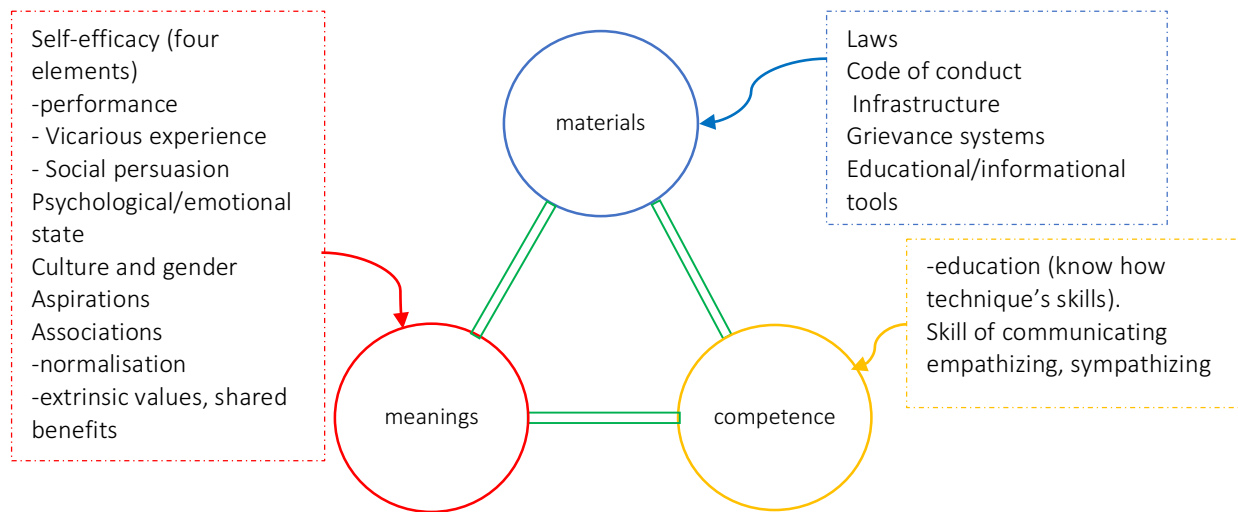 Self-efficacy (four
elements)
-performance
- Vicarious experience
- Social persuasion
Psychological/emotional
state
Culture and gender
Aspirations
Associations
-normalisation
-extrinsic values, shared
benefits
materials
Laws
Code of conduct
Infrastructure
Grievance systems
Educational/informational
tools
-education (know how
technique’s skills).
Skill of communicating
empathizing, sympathizing
meanings
competence